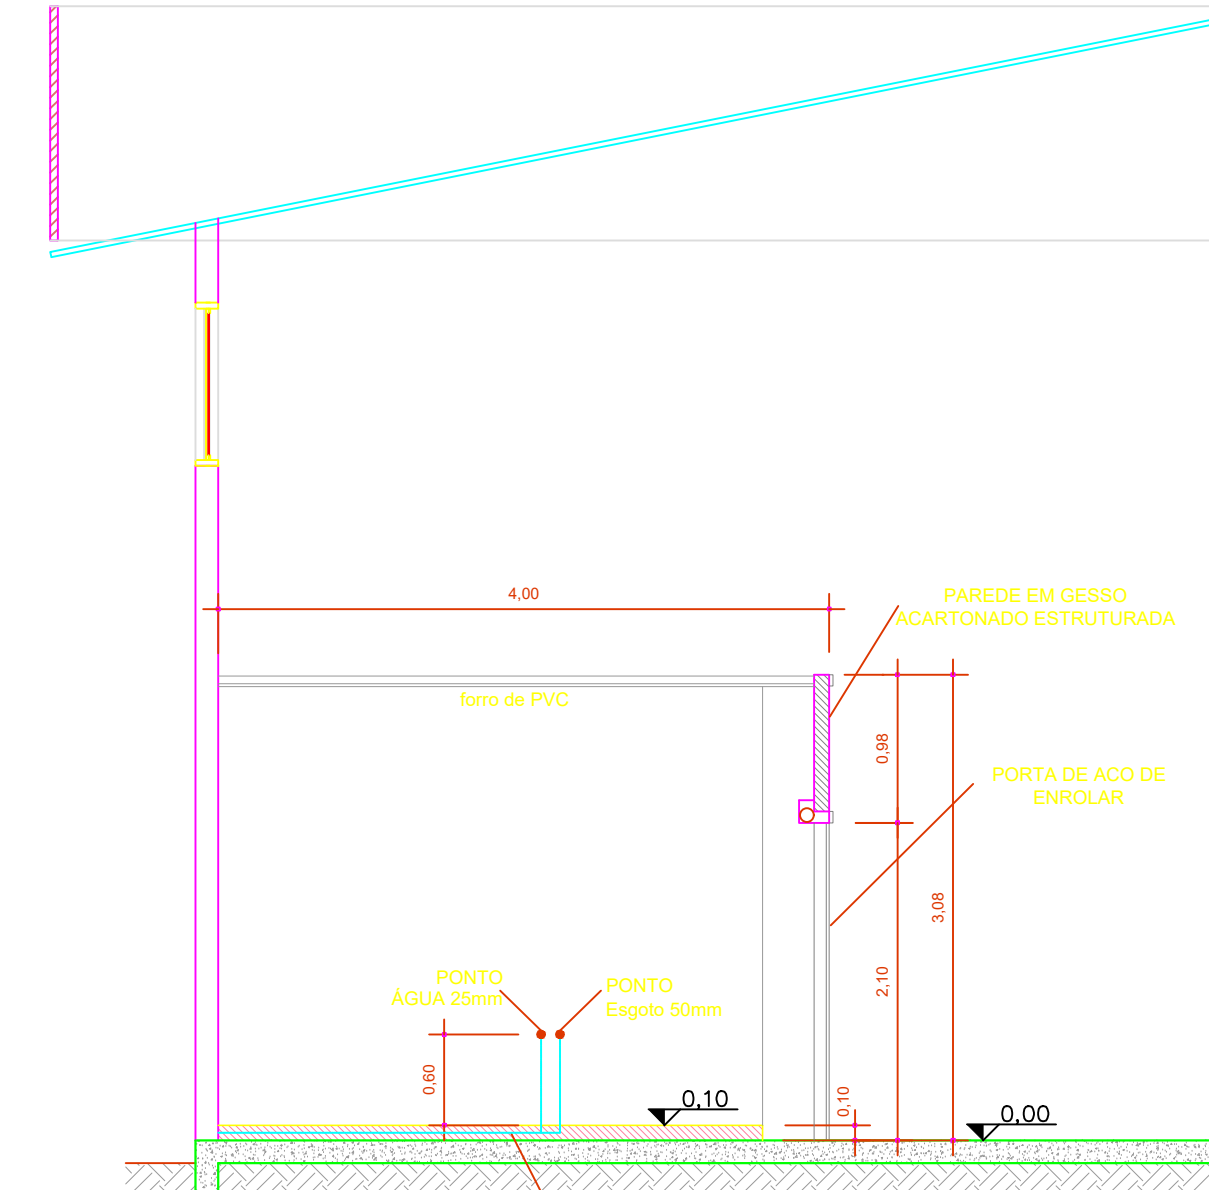 4,00
PAREDE EM GESSO
ACARTONADO ESTRUTURADA
forro de PVC
0,98
PORTA DE ACO DE
ENROLAR
3,08
2,10
PONTO
ÁGUA 25mm
PONTO
Esgoto 50mm
0,60
0,10
0,10
0,00